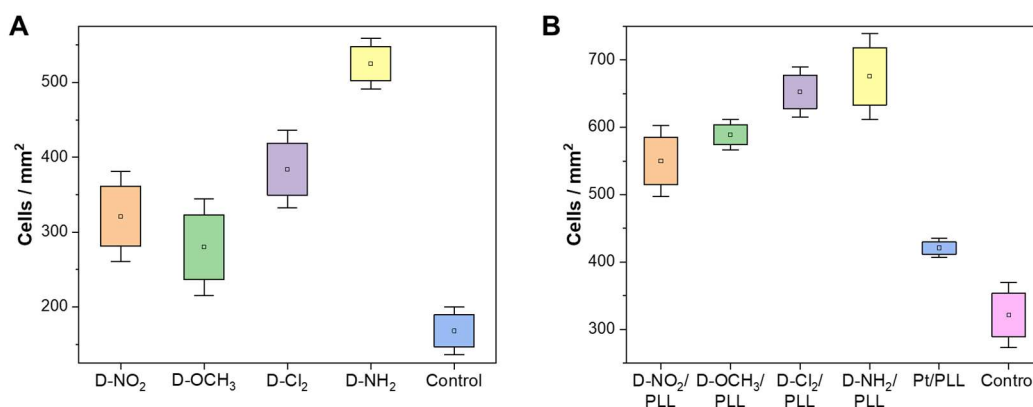 A
Cells / mm²
500
400
300
200
D-NO₂
D-OCH₃
D-Cl₂
D-NH₂
Control
B
Cells / mm²
700
600
500
400
300
D-NO₂/
PLL
D-OCH₃/
PLL
D-Cl₂/
PLL
D-NH₂/
PLL
Pt/PLL
Control